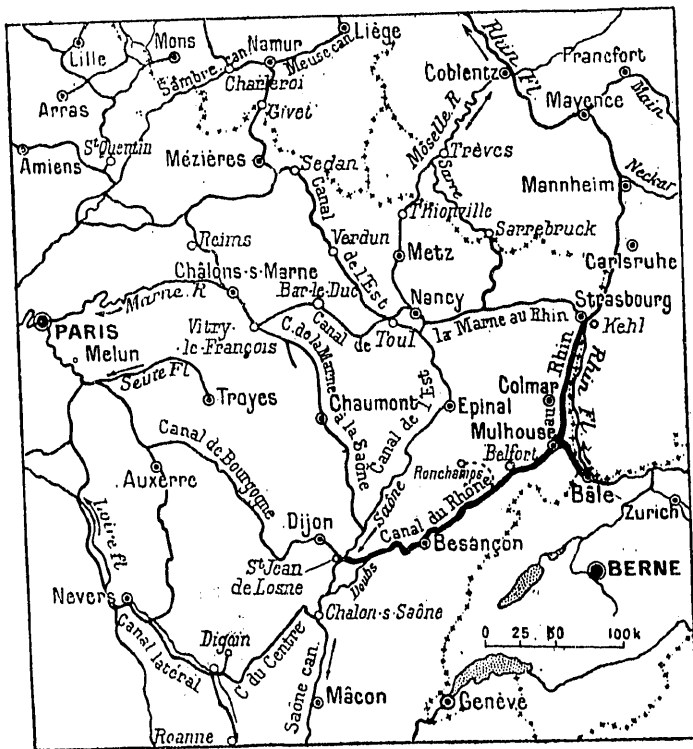 Lille
Mons
Namur
Liège
Rhin Fl
Francfort
Sambre can.
Meuse can
Charleroi
Coblentz
Arras
Givet
Mayence
Main
Môselle R
St Quentin
Amiens
Mézières
Sedan
Trèves
Sarre
Neckar
Mannheim
Thionville
Canal
de l'Est
Verdun
Sarrebruck
Reims
Metz
Carlsruhe
Châlons-s-Marne
Bar-le-Duc
Nancy
Strasbourg
Marne R
PARIS
Vitry-
le-François
Canal
de
Toul
la Marne au Rhin
Kehl
Melun
Seine Fl
C. de la Marne
à la Saône
Rhin
Rhin Fl
Troyes
Chaumont
Canal de l'Est
Epinal
Colmar
au
Mulhouse
Canal de Bourgogne
Auxerre
Ronchamps
Belfort
Saône
Bâle
Loire fl
Dijon
Canal du Rhône
Zurich
St Jean
de Losne
Besançon
Doubs
BERNE
Nevers
Chalon-s-Saône
Digoin
0 25 50 100k
Canal latéral
C. du Centre
Saône can.
Mâcon
Genève
Roanne